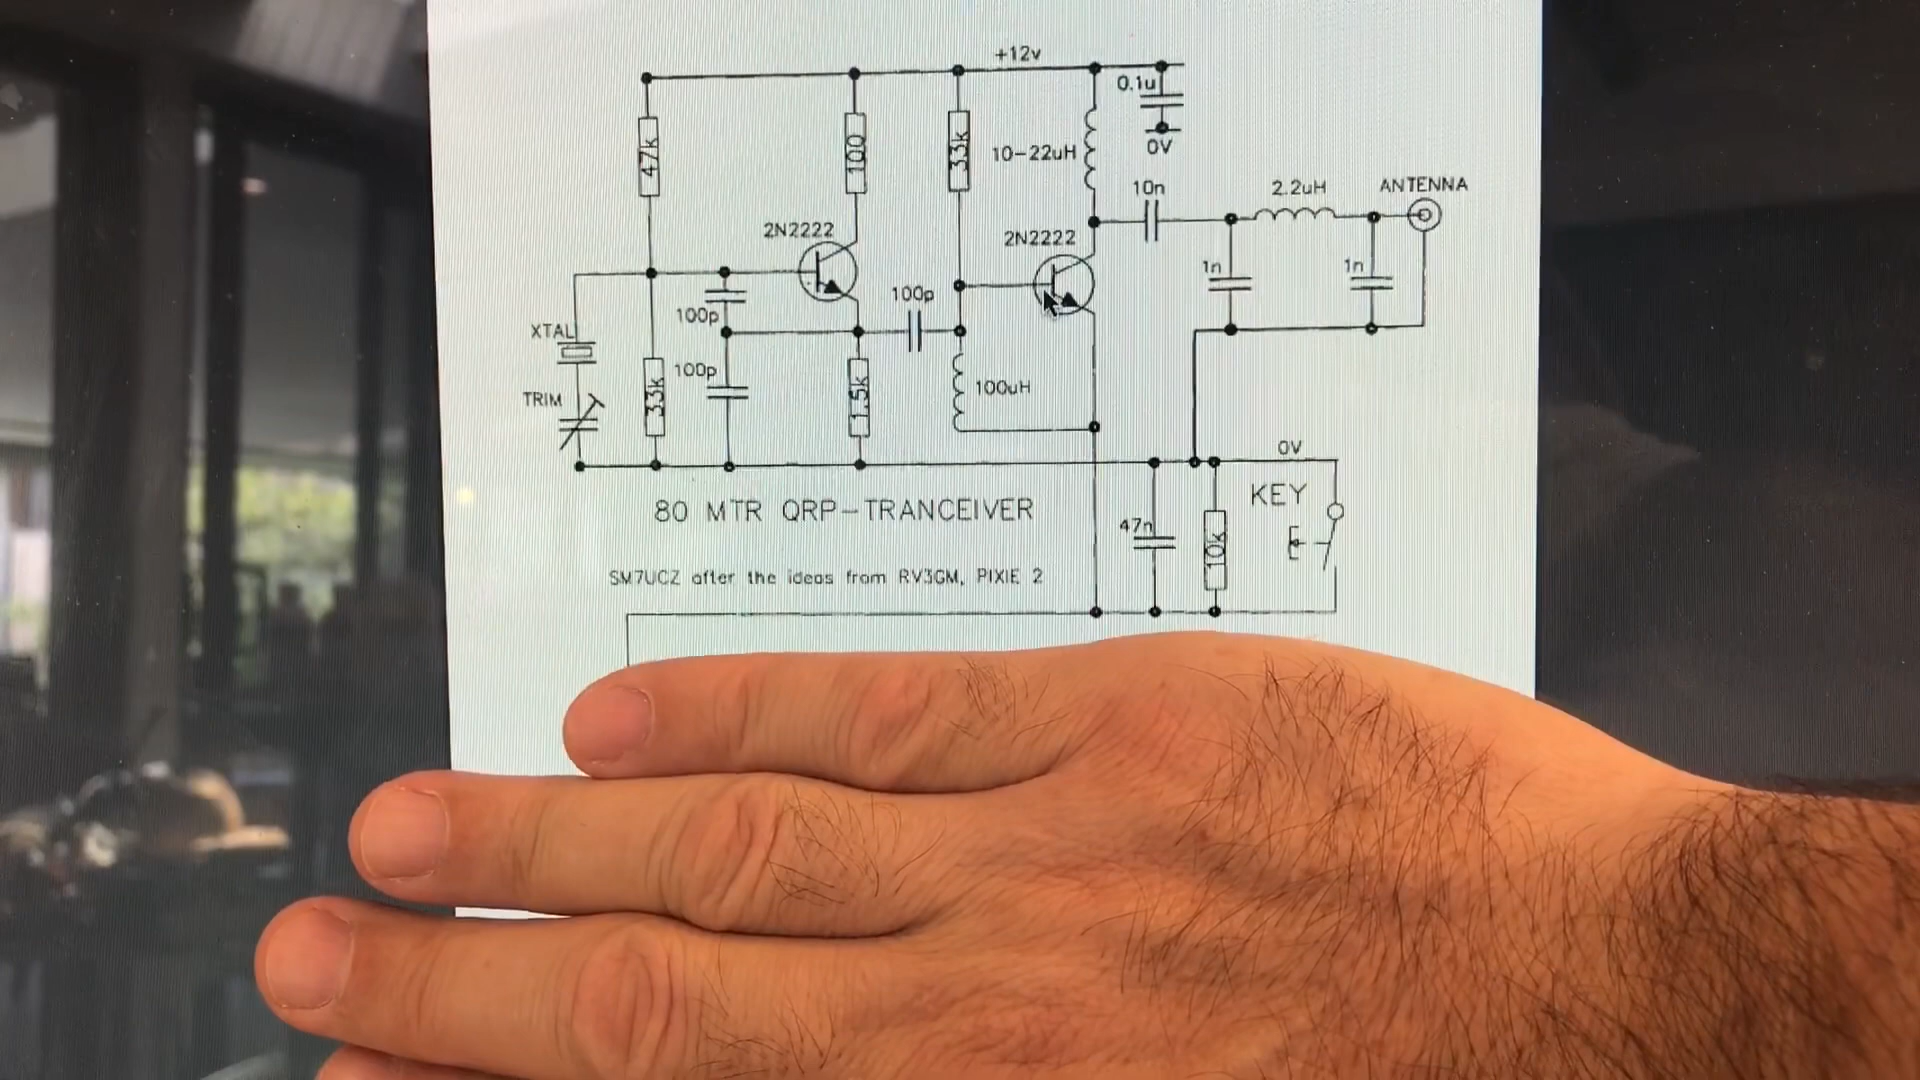 +12v
0.1u
47k
100
33k
10-22uH
0V
10n
2.2uH
ANTENNA
2N2222
2N2222
1n
1n
100p
100p
XTAL
100p
100uH
TRIM
33k
1.5k
0V
80 MTR QRP-TRANCEIVER
KEY
47n
10k
SM7UCZ after the ideas from RV3GM, PIXIE 2